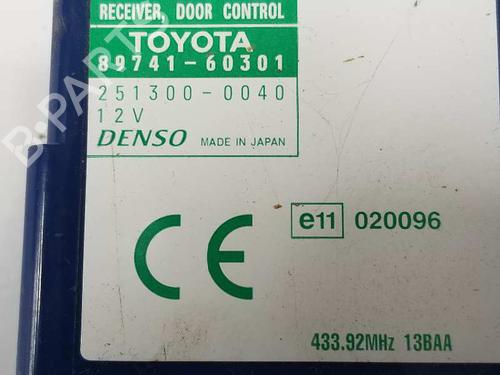 RECEIVER, DOOR CONTROL
TOYOTA
89741-60301
251300-0040
12V
DENSO MADE IN JAPAN
CE
e11 020096
433.92MHz 13BAA
B-PARTS